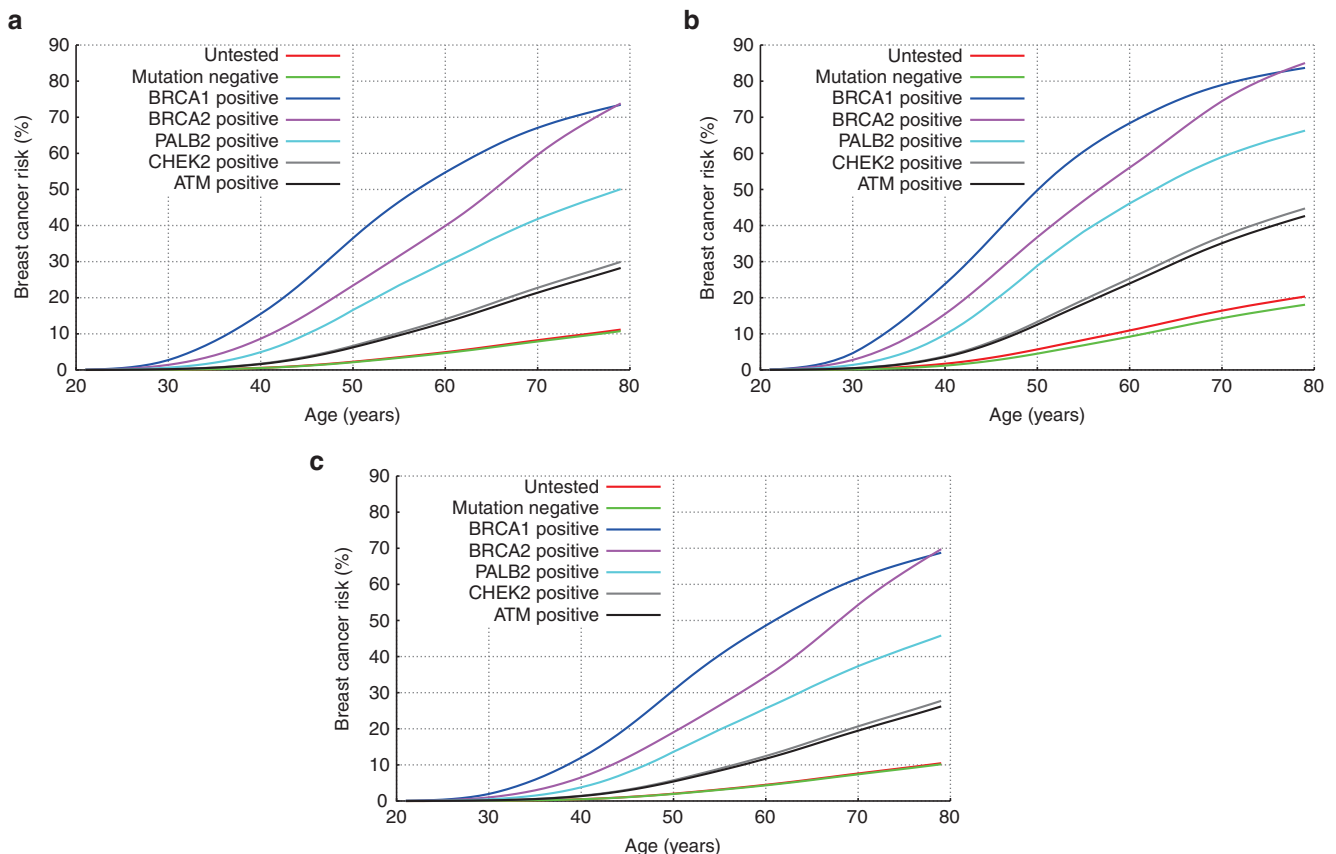 a
90
80
70
60
50
40
30
20
10
0
Breast cancer risk (%)
Untested
Mutation negative
BRCA1 positive
BRCA2 positive
PALB2 positive
CHEK2 positive
ATM positive
20 30 40 50 60 70 80
Age (years)
b
90
80
70
60
50
40
30
20
10
0
Breast cancer risk (%)
Untested
Mutation negative
BRCA1 positive
BRCA2 positive
PALB2 positive
CHEK2 positive
ATM positive
20 30 40 50 60 70 80
Age (years)
c
90
80
70
60
50
40
30
20
10
0
Breast cancer risk (%)
Untested
Mutation negative
BRCA1 positive
BRCA2 positive
PALB2 positive
CHEK2 positive
ATM positive
20 30 40 50 60 70 80
Age (years)